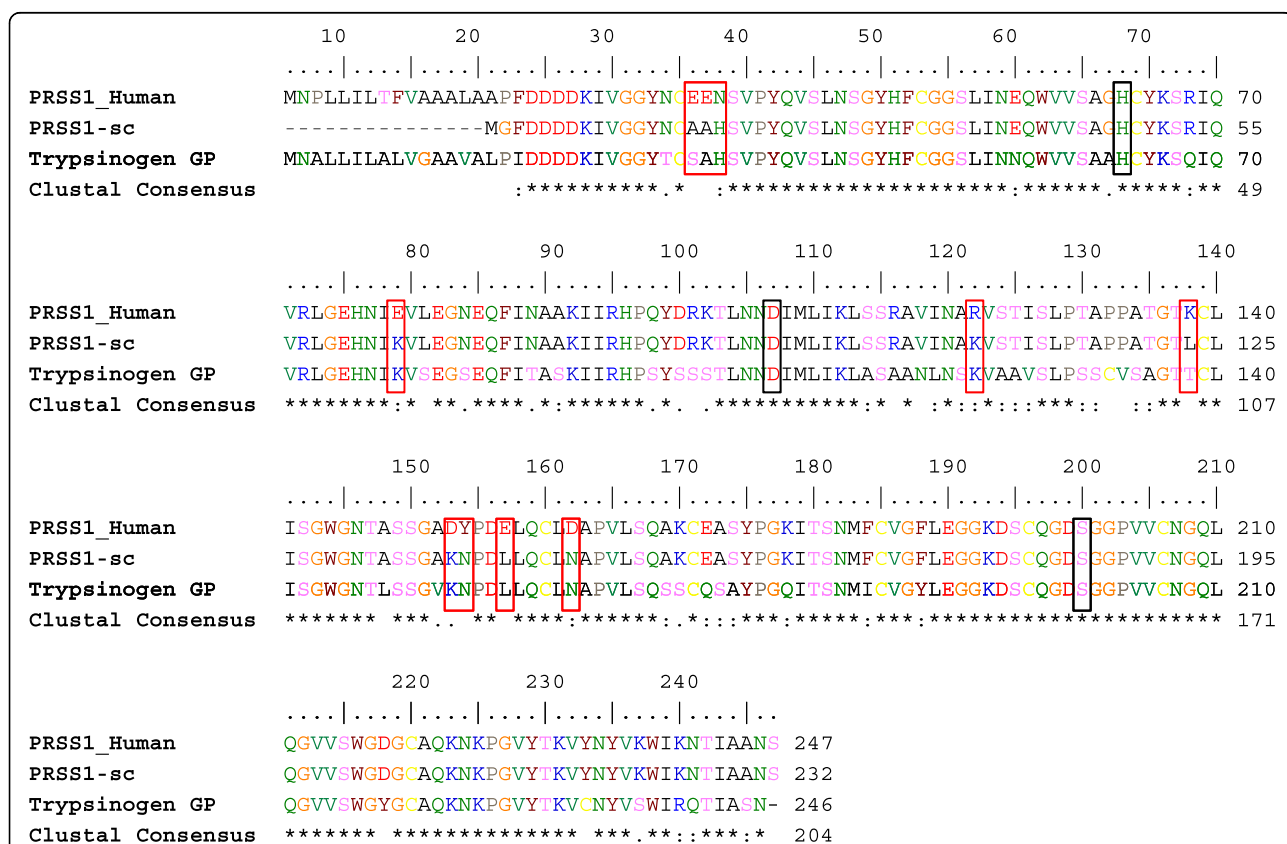 10 20 30 40 50 60 70
PRSS1_Human MNPLLILTFVAAALAAPFDDDDKIVGGYNCEENSVPYQVSLNSGYHFCGGSLINEQWVVSAGHCYKSRIQ 70
PRSS1-sc ---------------MGFDDDDKIVGGYNCAAHSVPYQVSLNSGYHFCGGSLINEQWVVSAGHCYKSRIQ 55
Trypsinogen GP MNALLILALVGAAVALPIDDDDKIVGGYTCSAHSVPYQVSLNSGYHFCGGSLINNQWVVSAAHCYKSQIQ 70
Clustal Consensus :**********.*  :*********************:******.*****:** 49
80 90 100 110 120 130 140
PRSS1_Human VRLGEHNIEVLEGNEQFINAAKIIRHPQYDRKTLNNDIMLIKLSSRAVINARVSTISLPTAPPATGTKCL 140
PRSS1-sc VRLGEHNIKVLEGNEQFINAAKIIRHPQYDRKTLNNDIMLIKLSSRAVINAKVSTISLPTAPPATGTLCL 125
Trypsinogen GP VRLGEHNIKVSEGSEQFITASKIIRHPSYSSSTLNNDIMLIKLASAANLNSKVAAVSLPSSCVSAGTTCL 140
Clustal Consensus ********:* **.****.*:******.*. .***********:* * :*::*:::***::  ::** ** 107
150 160 170 180 190 200 210
PRSS1_Human ISGWGNTASSGADYPDELQCLDAPVLSQAKCEASYPGKITSNMFCVGFLEGGKDSCQGDSGGPVVCNGQL 210
PRSS1-sc ISGWGNTASSGAKNPDLLQCLNAPVLSQAKCEASYPGKITSNMFCVGFLEGGKDSCQGDSGGPVVCNGQL 195
Trypsinogen GP ISGWGNTLSSGVKNPDLLQCLNAPVLSQSSCQSAYPGQITSNMICVGYLEGGKDSCQGDSGGPVVCNGQL 210
Clustal Consensus ******* ***.. ** ****:******:.*:::***:*****:***:********************** 171
220 230 240
PRSS1_Human QGVVSWGDGCAQKNKPGVYTKVYNYVKWIKNTIAANS 247
PRSS1-sc QGVVSWGDGCAQKNKPGVYTKVYNYVKWIKNTIAANS 232
Trypsinogen GP QGVVSWGYGCAQKNKPGVYTKVCNYVSWIRQTIASN- 246
Clustal Consensus ******* ************** ***.**::***:* 204